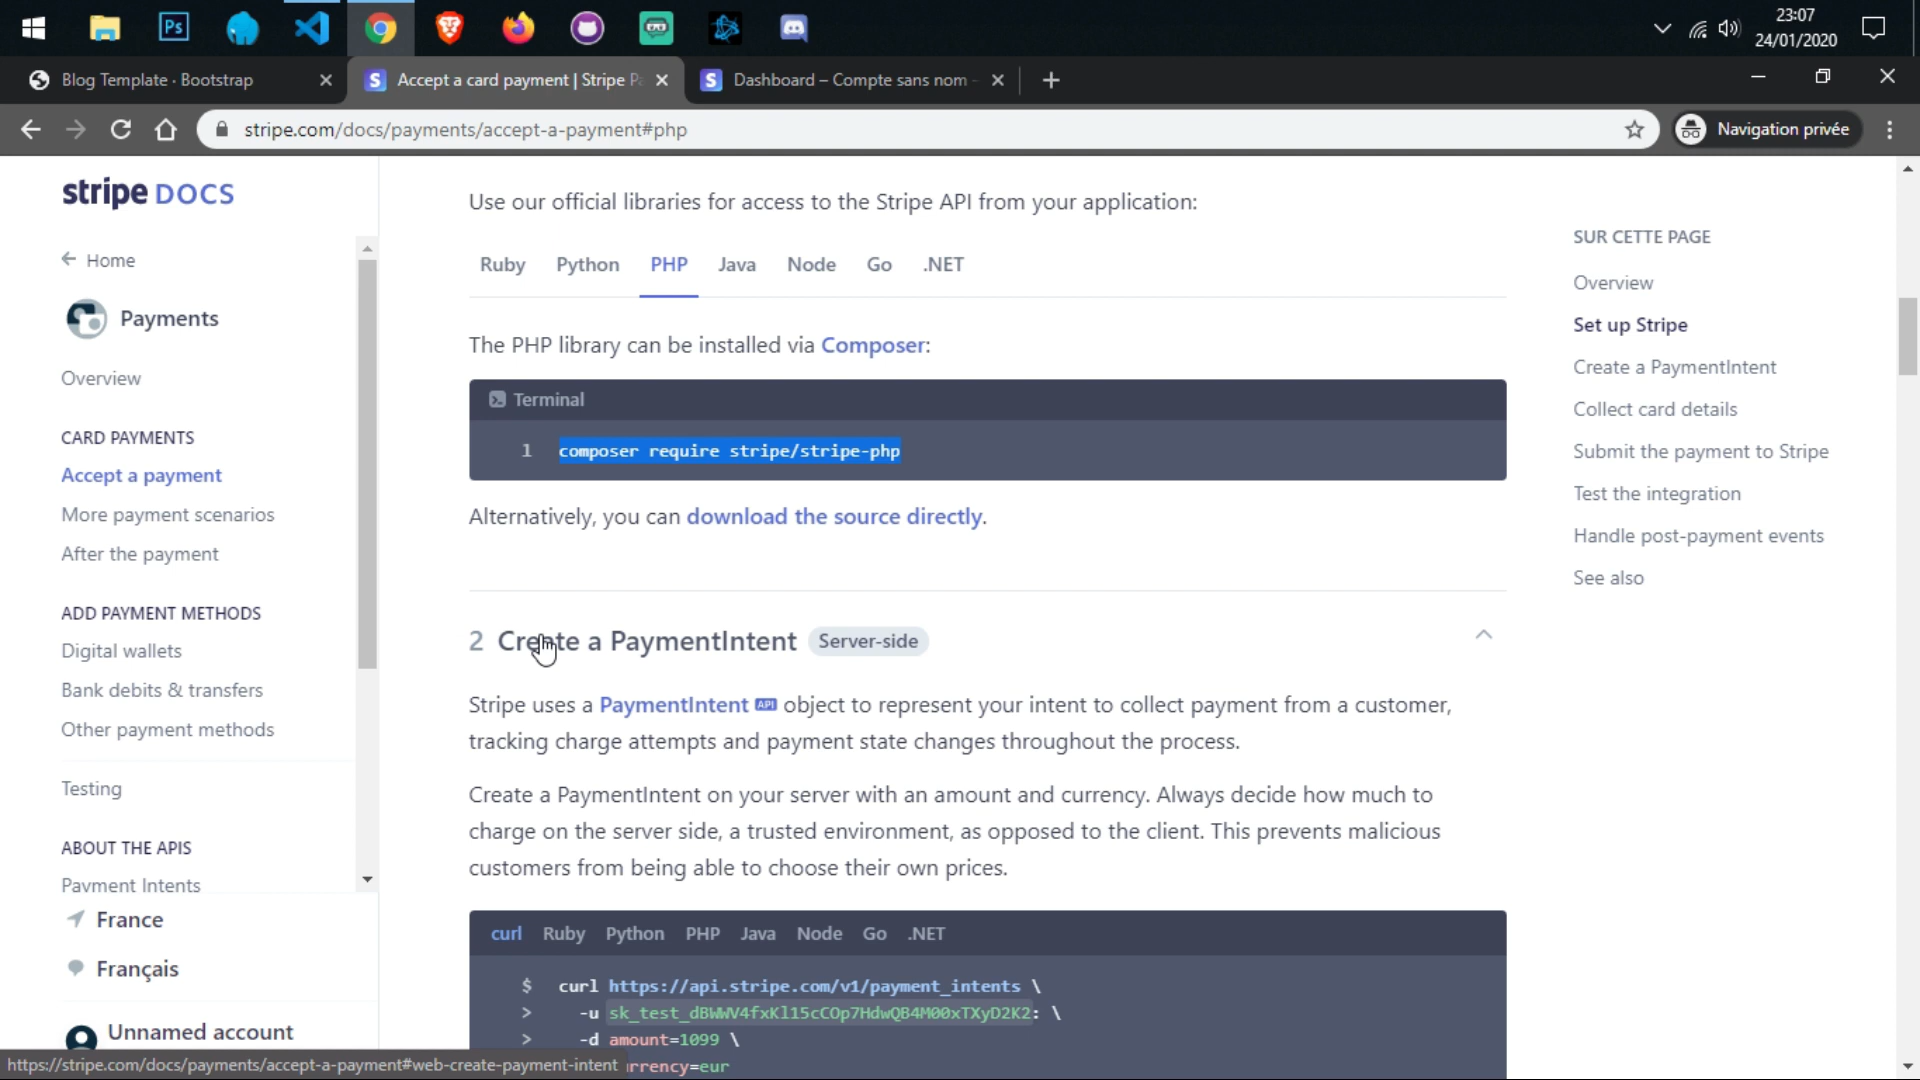 Ps
23:07
24/01/2020
Blog Template · Bootstrap
S Accept a card payment | Stripe Pa
S Dashboard – Compte sans nom –
stripe.com/docs/payments/accept-a-payment#php
Navigation privée
stripe DOCS
Home
Payments
Overview
CARD PAYMENTS
Accept a payment
More payment scenarios
After the payment
ADD PAYMENT METHODS
Digital wallets
Bank debits & transfers
Other payment methods
Testing
ABOUT THE APIS
Payment Intents
France
Français
Unnamed account
https://stripe.com/docs/payments/accept-a-payment#web-create-payment-intent
Use our official libraries for access to the Stripe API from your application:
Ruby Python PHP Java Node Go .NET
The PHP library can be installed via Composer:
Terminal
1 composer require stripe/stripe-php
Alternatively, you can download the source directly.
2 Create a PaymentIntent Server-side
Stripe uses a PaymentIntent API object to represent your intent to collect payment from a customer,
tracking charge attempts and payment state changes throughout the process.
Create a PaymentIntent on your server with an amount and currency. Always decide how much to
charge on the server side, a trusted environment, as opposed to the client. This prevents malicious
customers from being able to choose their own prices.
curl Ruby Python PHP Java Node Go .NET
$ curl https://api.stripe.com/v1/payment_intents \
> -u sk_test_dBWWV4fxKl15cCOp7HdwQB4M00xTXyD2K2: \
> -d amount=1099 \
rrency=eur
SUR CETTE PAGE
Overview
Set up Stripe
Create a PaymentIntent
Collect card details
Submit the payment to Stripe
Test the integration
Handle post-payment events
See also